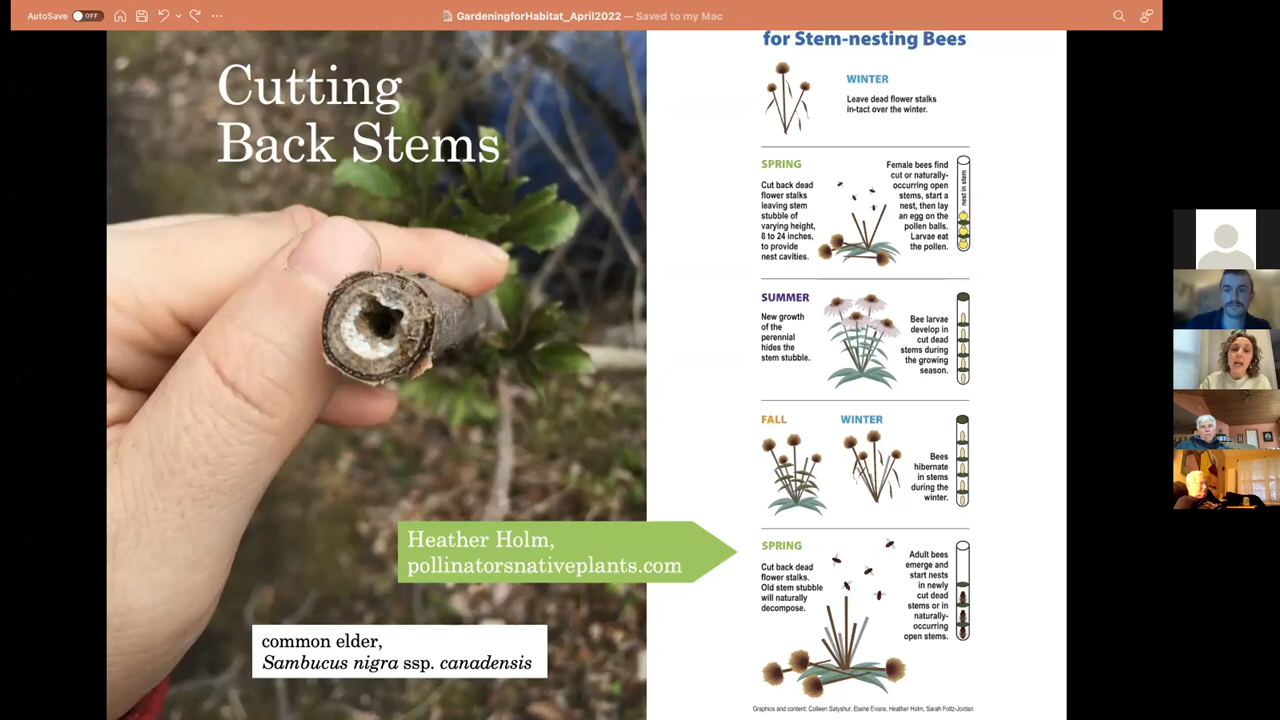 AutoSave OFF
GardeningforHabitat_April2022 — Saved to my Mac
Cutting
Back Stems
Heather Holm,
pollinatorsnativeplants.com
common elder,
Sambucus nigra ssp. canadensis
for Stem-nesting Bees
WINTER
Leave dead flower stalks
in-tact over the winter.
SPRING
Cut back dead
flower stalks
leaving stem
stubble of
varying height,
8 to 24 inches,
to provide
nest cavities.
Female bees find
cut or naturally-
occurring open
stems, start a
nest, then lay
an egg on the
pollen balls.
Larvae eat
the pollen.
nest in stem
SUMMER
New growth
of the
perennial
hides the
stem stubble.
Bee larvae
develop in
cut dead
stems during
the growing
season.
FALL
WINTER
Bees
hibernate
in stems
during the
winter.
SPRING
Cut back dead
flower stalks.
Old stem stubble
will naturally
decompose.
Adult bees
emerge and
start nests
in newly
cut dead
stems or in
naturally-
occurring
open stems.
Graphics and content: Colleen Satyshur, Elaine Evans, Heather Holm, Sarah Foltz-Jordan